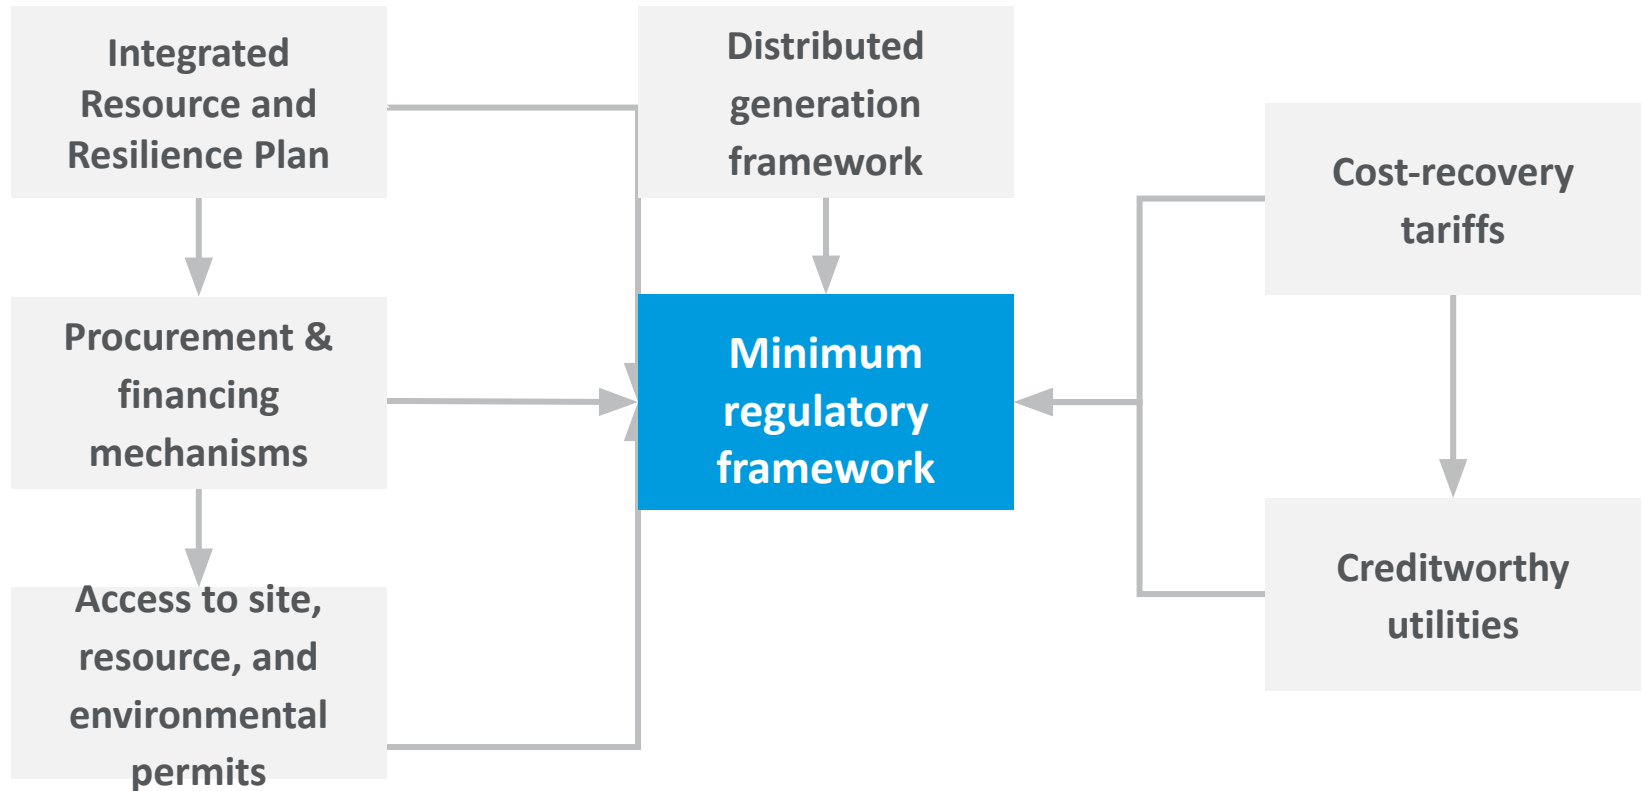 Integrated
Resource and
Resilience Plan
Distributed
generation
framework
Cost-recovery
tariffs
Procurement &
financing
mechanisms
Minimum
regulatory
framework
Access to site,
resource, and
environmental
permits
Creditworthy
utilities